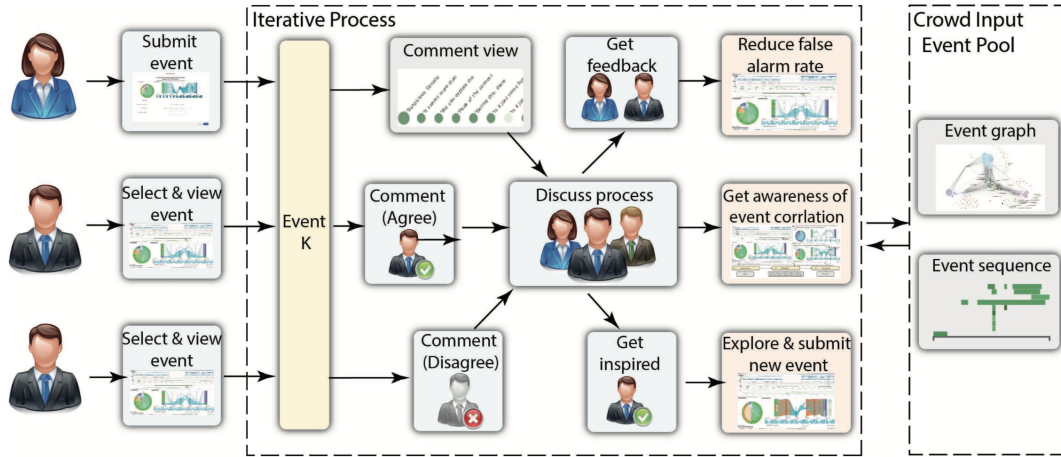 Iterative Process
Crowd Input
Event Pool
Submit
event
Comment view
Get
feedback
Reduce false
alarm rate
Event graph
Select & view
event
Event
K
Comment
(Agree)
Discuss process
Get awareness of
event corrlation
Event sequence
Select & view
event
Comment
(Disagree)
Get
inspired
Explore & submit
new event